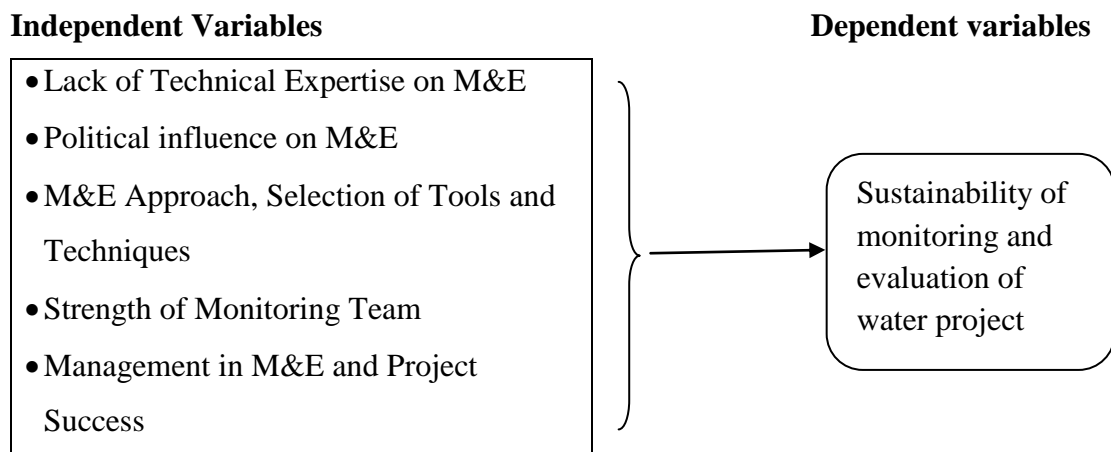 Independent Variables
Dependent variables
• Lack of Technical Expertise on M&E
• Political influence on M&E
• M&E Approach, Selection of Tools and
Techniques
• Strength of Monitoring Team
• Management in M&E and Project
Success
Sustainability of
monitoring and
evaluation of
water project